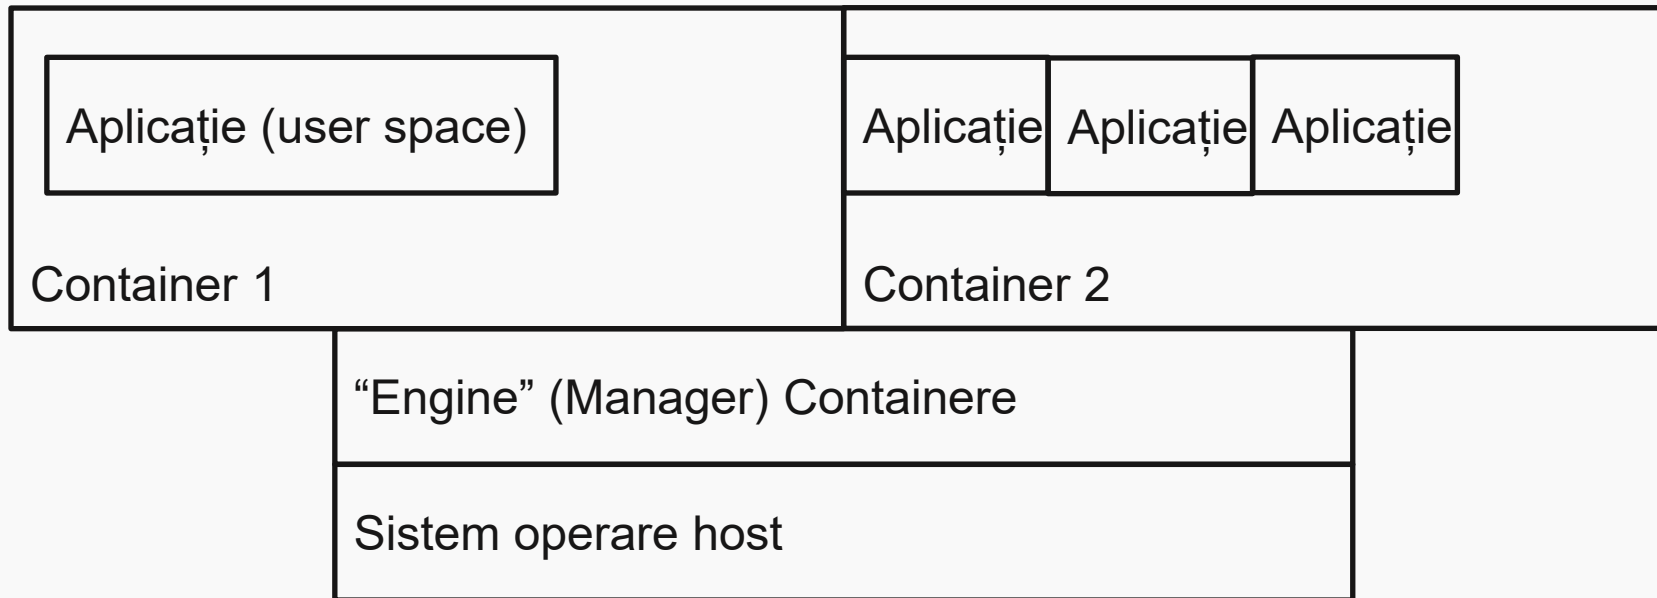 Aplicație (user space)
Aplicație Aplicație Aplicație
Container 1
Container 2
“Engine” (Manager) Containere
Sistem operare host